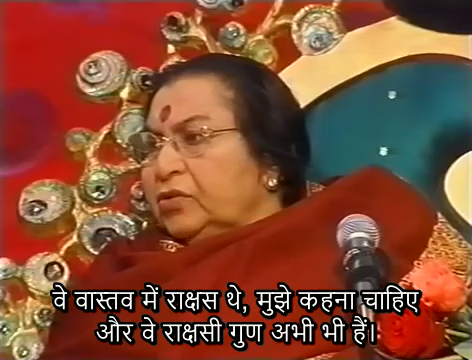 वे वास्तव में राक्षस थे, मुझे कहना चाहिए
और वे राक्षसी गुण अभी भी हैं।